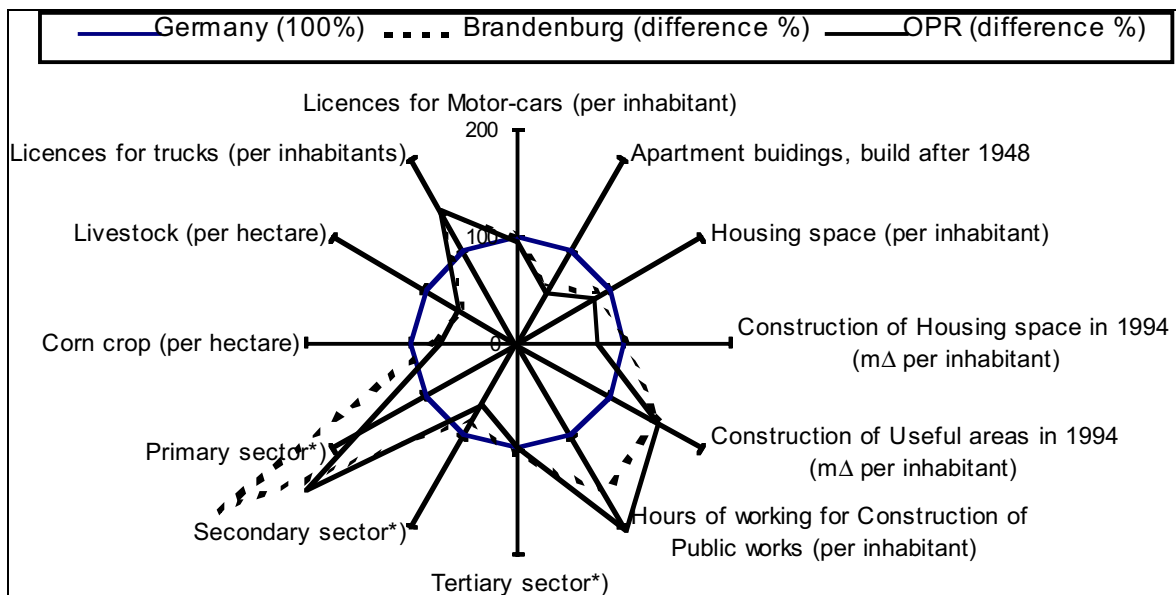 Germany (100%) Brandenburg (difference %) OPR (difference %)
Licences for Motor-cars (per inhabitant)
200
Licences for trucks (per inhabitants)
Apartment buidings, build after 1948
Livestock (per hectare)
100
Housing space (per inhabitant)
Corn crop (per hectare)
0
Construction of Housing space in 1994
(m∆ per inhabitant)
Primary sector*)
Construction of Useful areas in 1994
(m∆ per inhabitant)
Secondary sector*)
Hours of working for Construction of
Public works (per inhabitant)
Tertiary sector*)